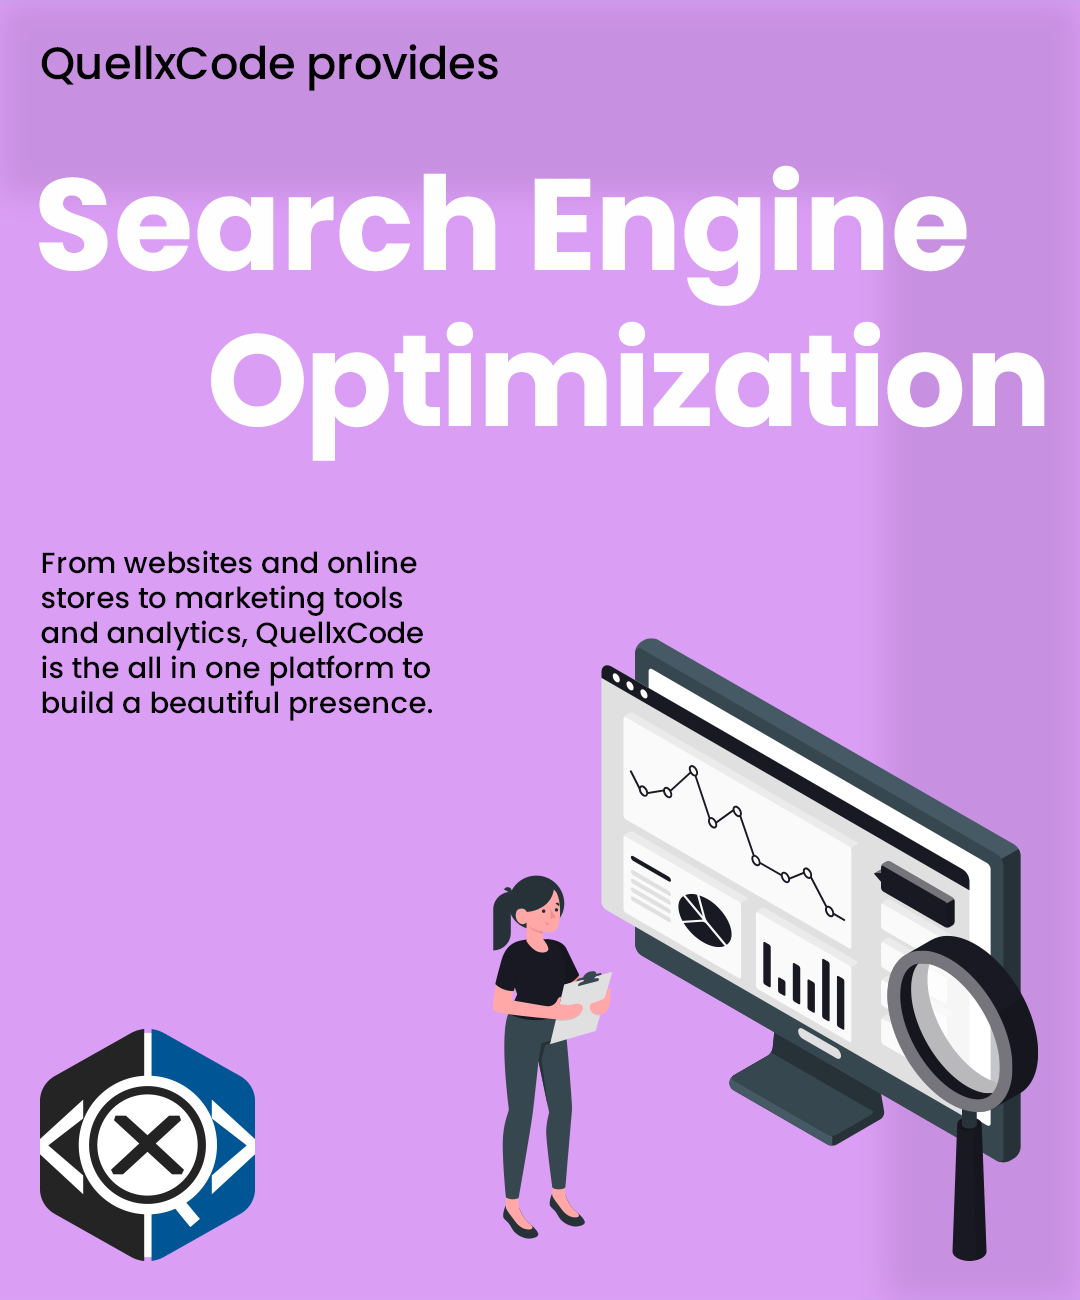 QuellxCode provides
Search Engine
Optimization
From websites and online
stores to marketing tools
and analytics, QuellxCode
is the all in one platform to
build a beautiful presence.